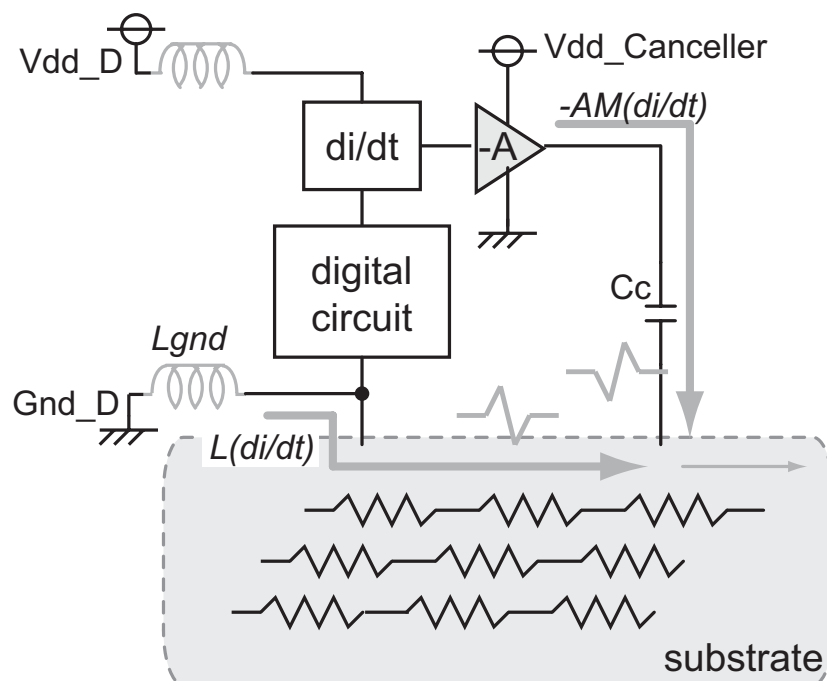 Vdd_D
Vdd_Canceller
-AM(di/dt)
di/dt
-A
digital
circuit
Cc
Lgnd
Gnd_D
L(di/dt)
substrate